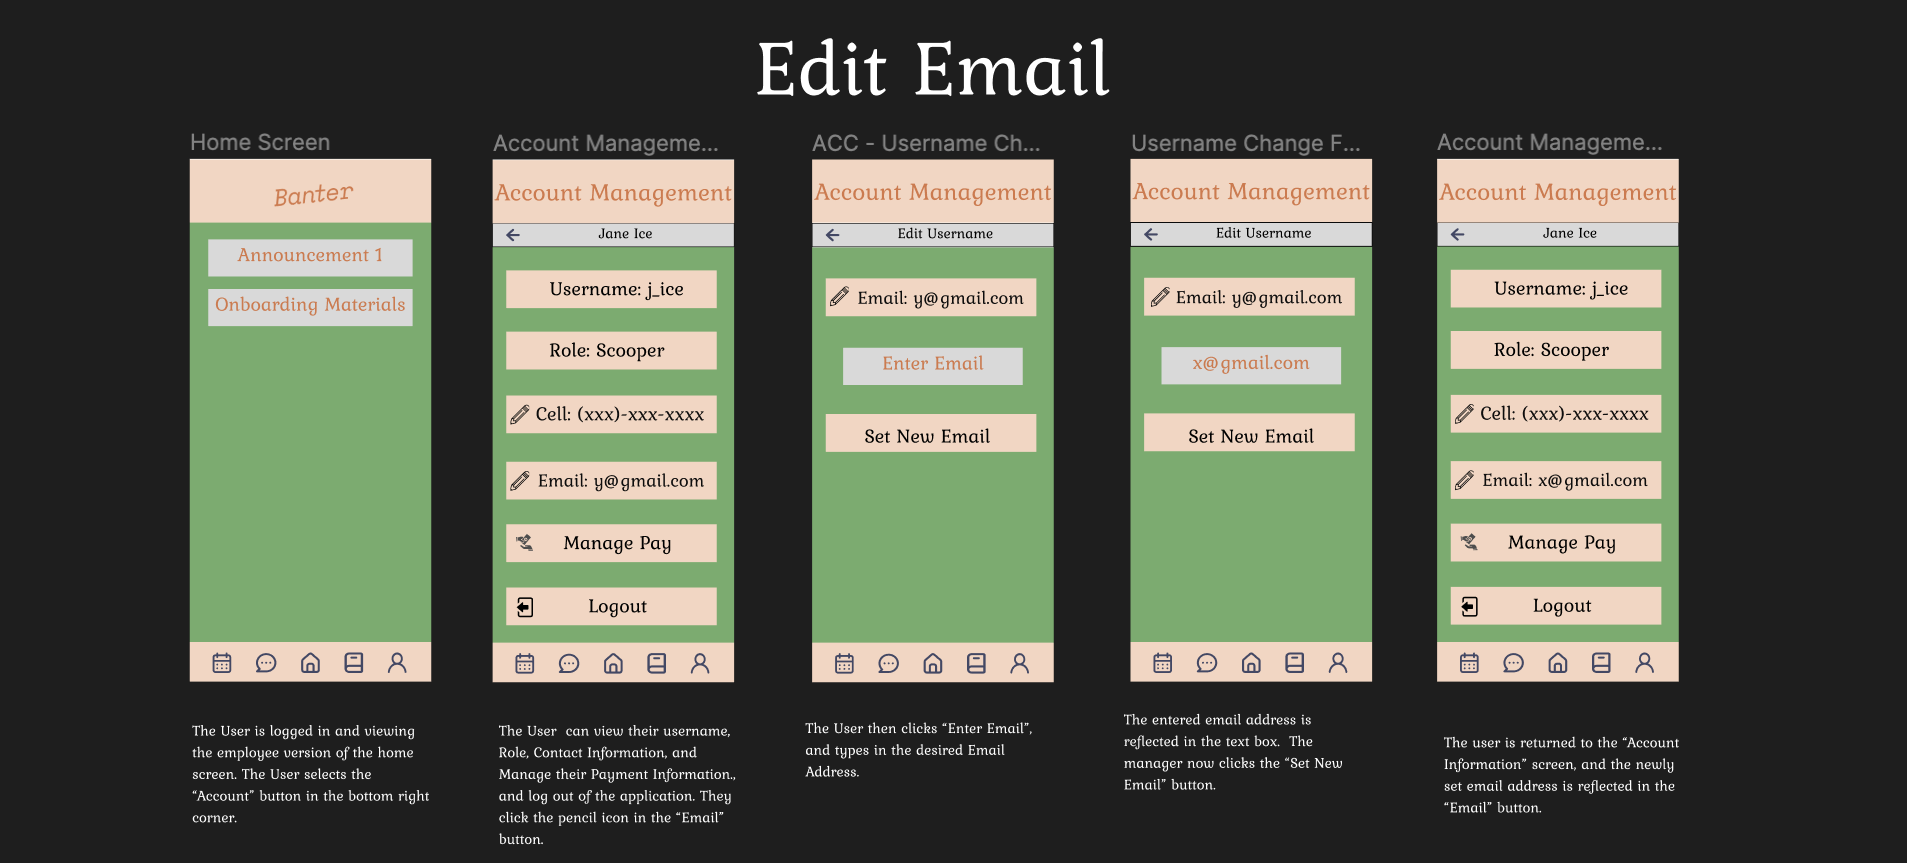 Edit Email
Home Screen
Banter
Announcement 1
Onboarding Materials
The User is logged in and viewing
the employee version of the home
screen. The User selects the
“Account” button in the bottom right
corner.
Account Manageme...
Account Management
Jane Ice
Username: j_ice
Role: Scooper
Cell: (xxx)-xxx-xxxx
Email: y@gmail.com
Manage Pay
Logout
The User  can view their username,
Role, Contact Information, and
Manage their Payment Information.,
and log out of the application. They
click the pencil icon in the “Email”
button.
ACC - Username Ch...
Account Management
Edit Username
Email: y@gmail.com
Enter Email
Set New Email
The User then clicks “Enter Email”,
and types in the desired Email
Address.
Username Change F...
Account Management
Edit Username
Email: y@gmail.com
x@gmail.com
Set New Email
The entered email address is
reflected in the text box.  The
manager now clicks the “Set New
Email” button.
Account Manageme...
Account Management
Jane Ice
Username: j_ice
Role: Scooper
Cell: (xxx)-xxx-xxxx
Email: x@gmail.com
Manage Pay
Logout
The user is returned to the “Account
Information” screen, and the newly
set email address is reflected in the
“Email” button.